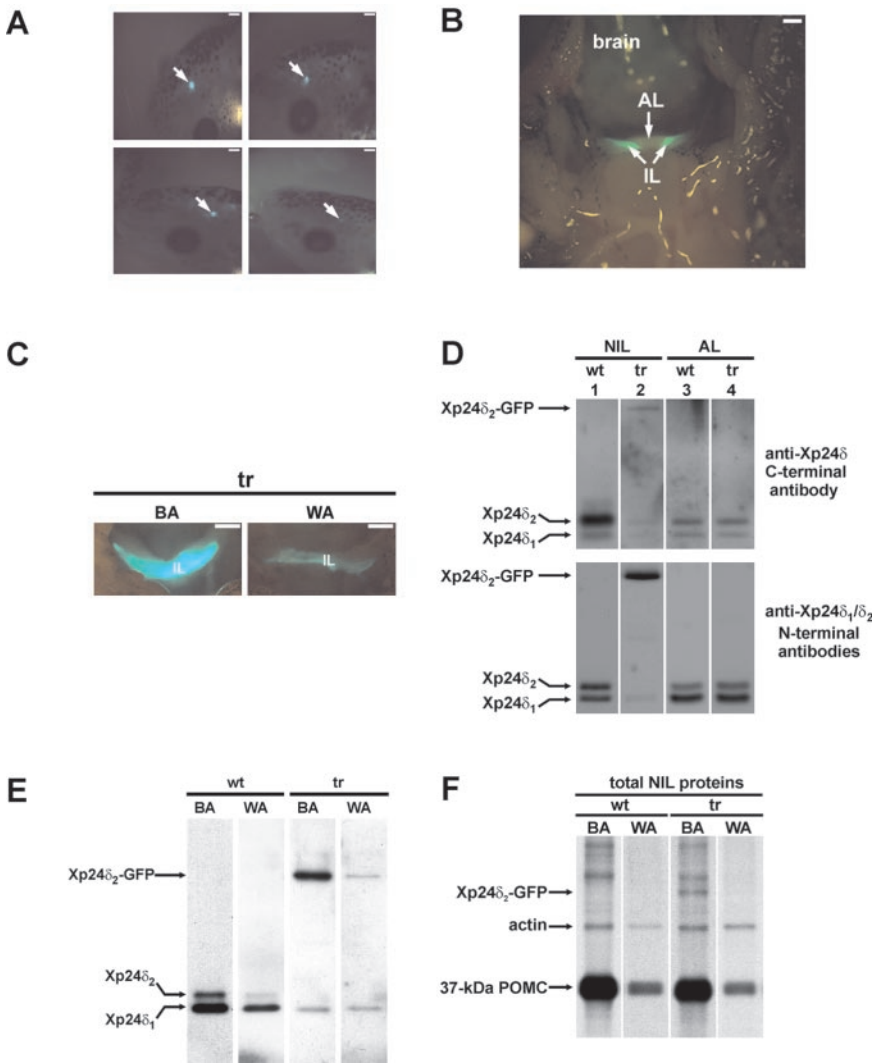 A
B
brain
AL
IL
C
tr
BA WA
IL IL
D
NIL AL
wt tr wt tr
1 2 3 4
Xp24δ₂-GFP
anti-Xp24δ
C-terminal
antibody
Xp24δ₂
Xp24δ₁
Xp24δ₂-GFP
anti-Xp24δ₁/δ₂
N-terminal
antibodies
Xp24δ₂
Xp24δ₁
E
wt tr
BA WA BA WA
Xp24δ₂-GFP
Xp24δ₂
Xp24δ₁
F
total NIL proteins
wt tr
BA WA BA WA
Xp24δ₂-GFP
actin
37-kDa POMC